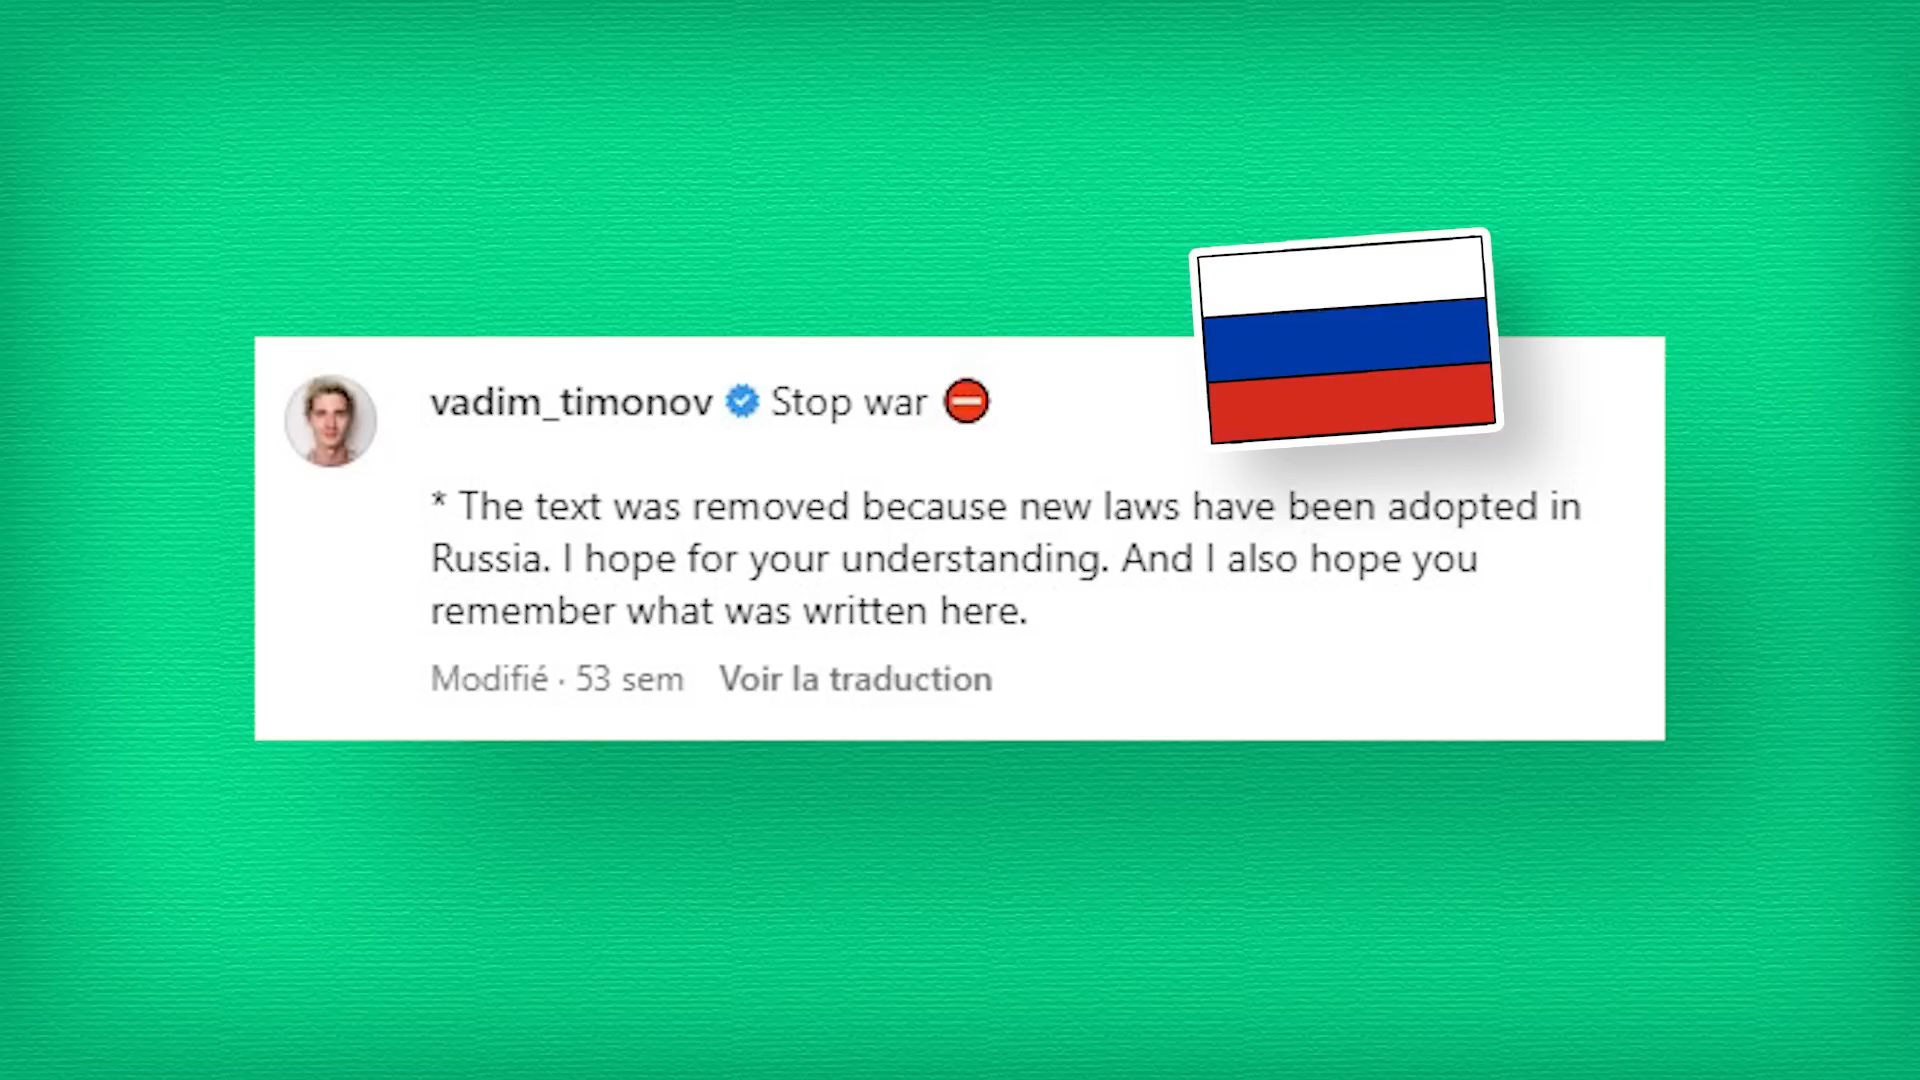 vadim_timonov Stop war ⛔
* The text was removed because new laws have been adopted in
Russia. I hope for your understanding. And I also hope you
remember what was written here.
Modifié · 53 sem Voir la traduction